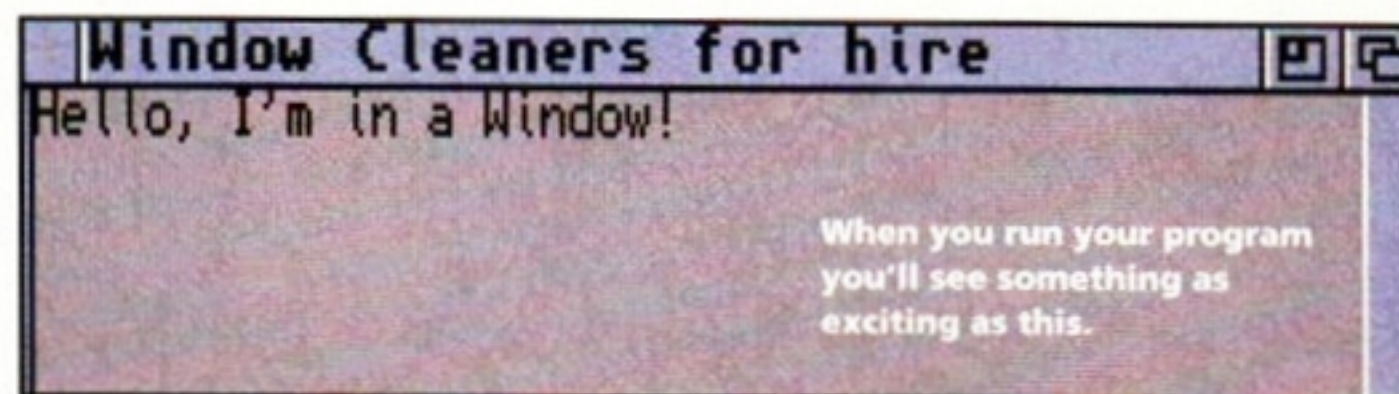 Window Cleaners for hire
Hello, I'm in a Window!
When you run your program
you'll see something as
exciting as this.